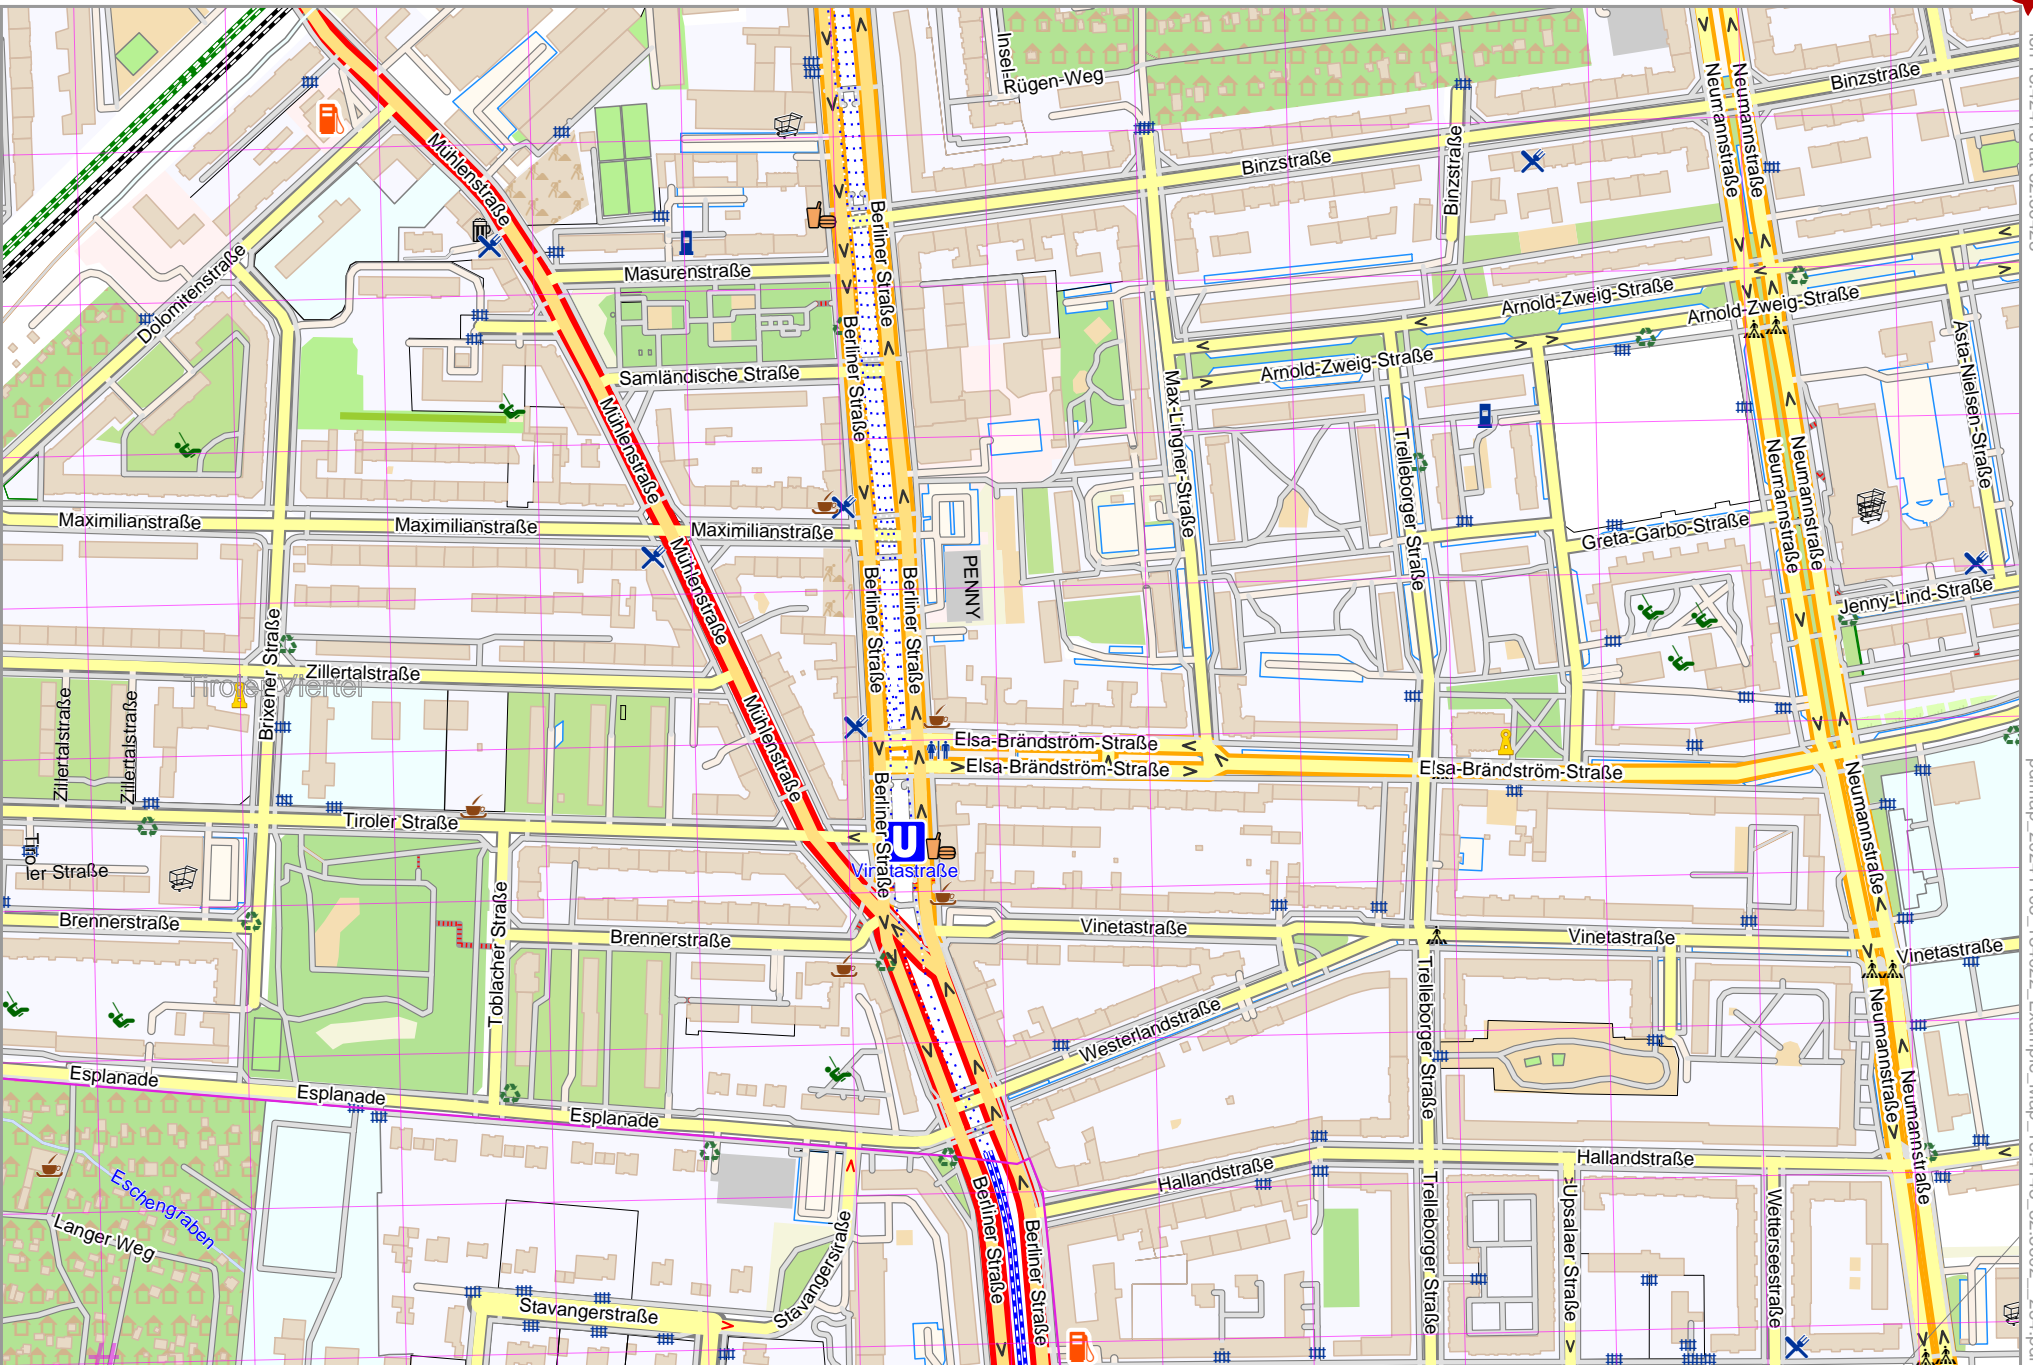 Insel-Rügen-Weg
Binzstraße
Neumannstraße
Neumannstraße
Mühlenstraße
Binzstraße
Binzstraße
Berliner Straße
Dolomitenstraße
Masurenstraße
Arnold-Zweig-Straße
Arnold-Zweig-Straße
Berliner Straße
Asta-Nielsen-Straße
Samländische Straße
Arnold-Zweig-Straße
Max-Lingner-Straße
Mühlenstraße
Trelleborger Straße
Neumannstraße
Neumannstraße
Maximilianstraße
Maximilianstraße
Maximilianstraße
Greta-Garbo-Straße
Mühlenstraße
PENNY
Berliner Straße
Berliner Straße
Jenny-Lind-Straße
Brixener Straße
Zillertalstraße
Tiroler Viertel
Zillertalstraße
Zillertalstraße
Mühlenstraße
Elsa-Brändström-Straße
Elsa-Brändström-Straße
Elsa-Brändström-Straße
Berliner Straße
Neumannstraße
Tiroler Straße
U
Vinetastraße
Tiroler Straße
Brennerstraße
Toblacher Straße
Brennerstraße
Vinetastraße
Vinetastraße
Vinetastraße
Trelleborger Straße
Westerlandstraße
Neumannstraße
Neumannstraße
Esplanade
Esplanade
Esplanade
Hallandstraße
Hallandstraße
Eschengraben
Langer Weg
Berliner Straße
Berliner Straße
Trelleborger Straße
Upsalaer Straße
Wetterseestraße
Stavangerstraße
Stavangerstraße